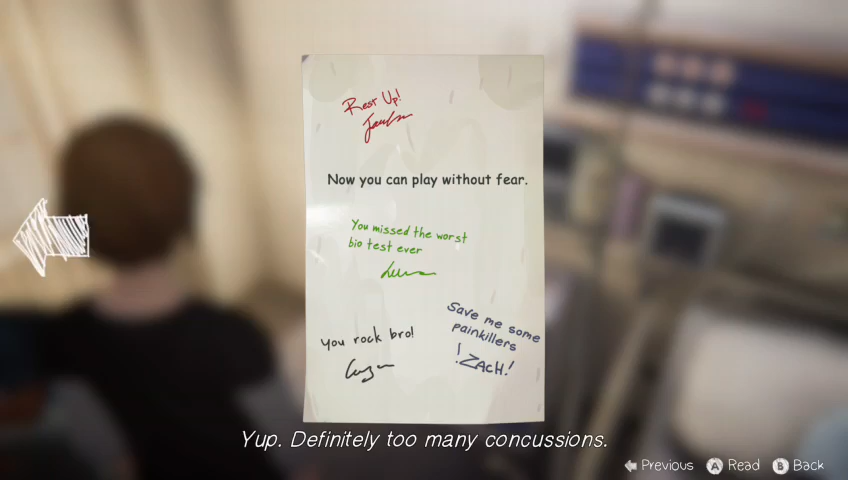 Rest Up!
Now you can play without fear.
You missed the worst
bio test ever
You rock bro!
Save me some
painkillers
!ZACH!
Yup. Definitely too many concussions.
Previous
A Read
B Back